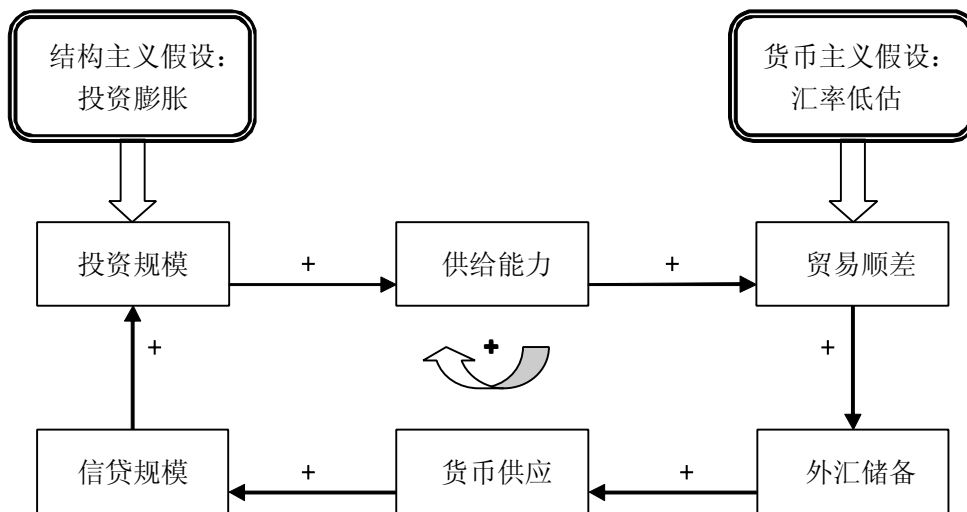 结构主义假设：
投资膨胀
货币主义假设：
汇率低估
投资规模
+
供给能力
+
贸易顺差
+
+
+
信贷规模
+
货币供应
+
外汇储备